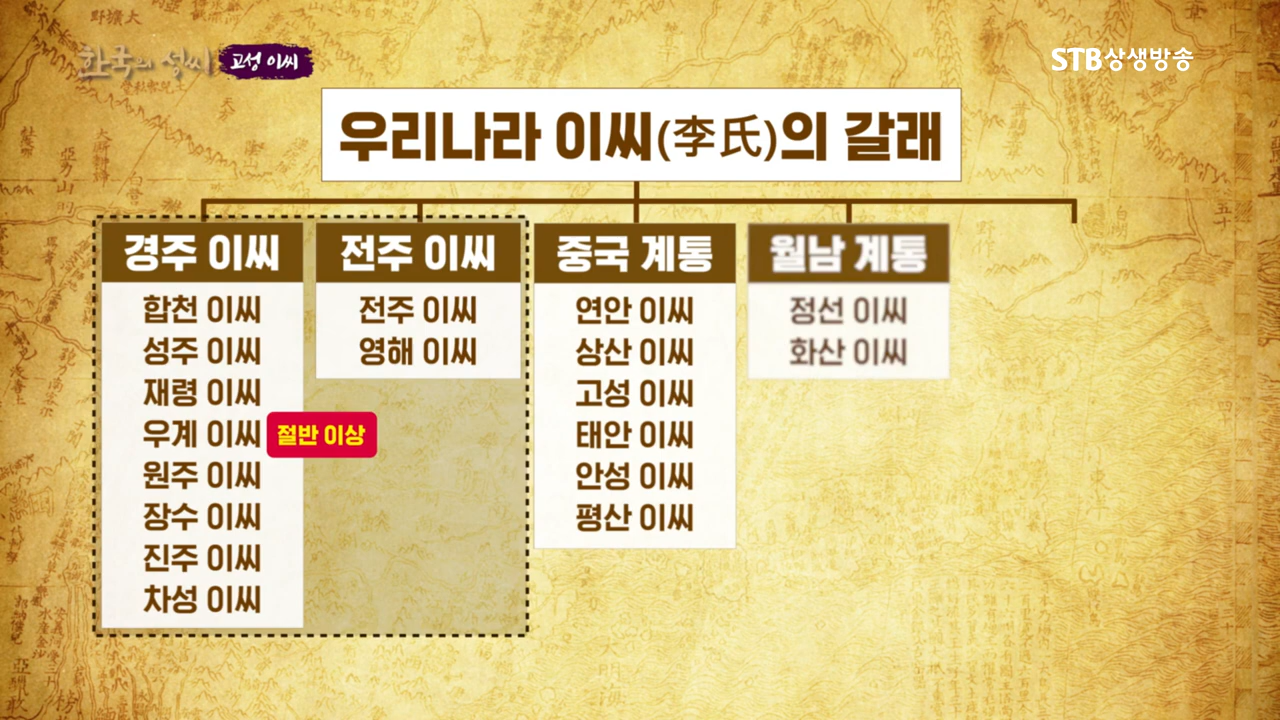 한국의 성씨 고성 이씨
STB상생방송
우리나라 이씨(李氏)의 갈래
경주 이씨
합천 이씨
성주 이씨
재령 이씨
우계 이씨
원주 이씨
장수 이씨
진주 이씨
차성 이씨
절반 이상
전주 이씨
전주 이씨
영해 이씨
중국 계통
연안 이씨
상산 이씨
고성 이씨
태안 이씨
안성 이씨
평산 이씨
월남 계통
정선 이씨
화산 이씨